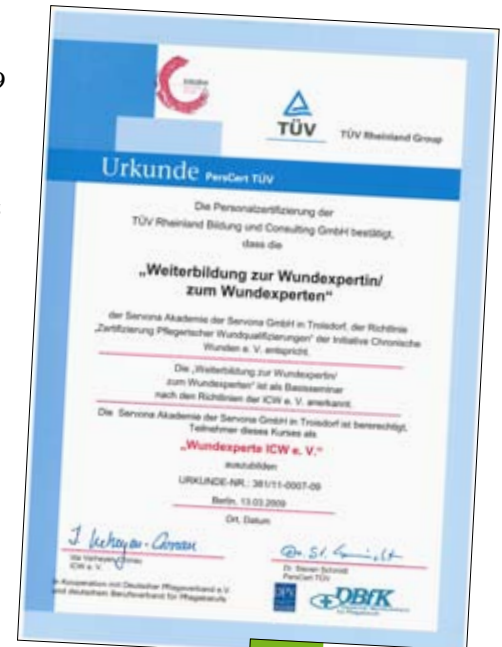 9
Initiative
TÜV
TÜV Rheinland Group
Urkunde PersCert TÜV
Die Personalzertifizierung der
TÜV Rheinland Bildung und Consulting GmbH bestätigt,
dass die
„Weiterbildung zur Wundexpertin/
zum Wundexperten“
der Servona Akademie der Servona GmbH in Troisdorf, der Richtlinie
„Zertifizierung Pflegerischer Wundqualifizierungen“ der Initiative Chronische
Wunden e. V. entspricht.
Die „Weiterbildung zur Wundexpertin/
zum Wundexperten“ ist als Basisseminar
nach den Richtlinien der ICW e. V. anerkannt.
Die Servona Akademie der Servona GmbH in Troisdorf ist berechtigt,
Teilnehmer dieses Kurses als
„Wundexperte ICW e. V.“
auszubilden
URKUNDE-NR.: 381/11-0007-09
Berlin, 13.03.2009
Ort, Datum
ICW e. V.
PersCert TÜV
In Kooperation mit Deutscher Pflegeverband e.V.
und deutschem Berufsverband für Pflegeberufe
DBfK
für Pflegeberufe